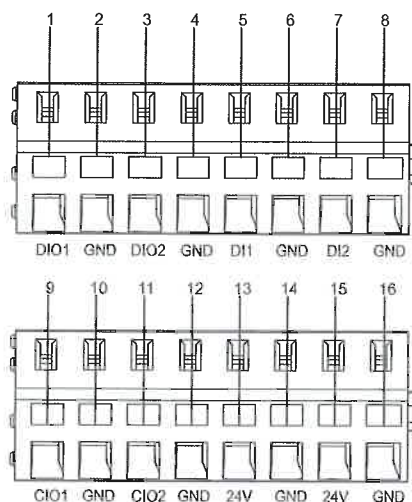 1 2 3 4 5 6 7 8
DIO1 GND DIO2 GND DI1 GND DI2 GND
9 10 11 12 13 14 15 16
CIO1 GND CIO2 GND 24V GND 24V GND